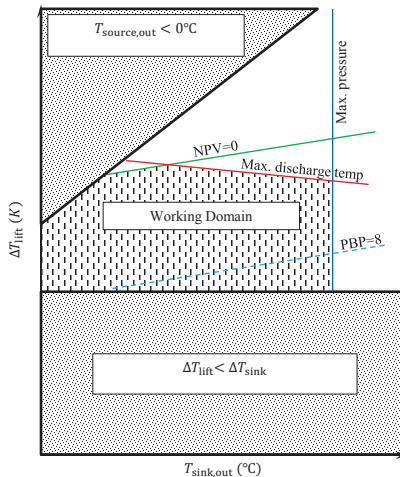 T_source,out < 0°C
Max. pressure
NPV=0
Max. discharge temp
Working Domain
ΔT_lift (K)
PBP=8
ΔT_lift < ΔT_sink
T_sink,out (°C)